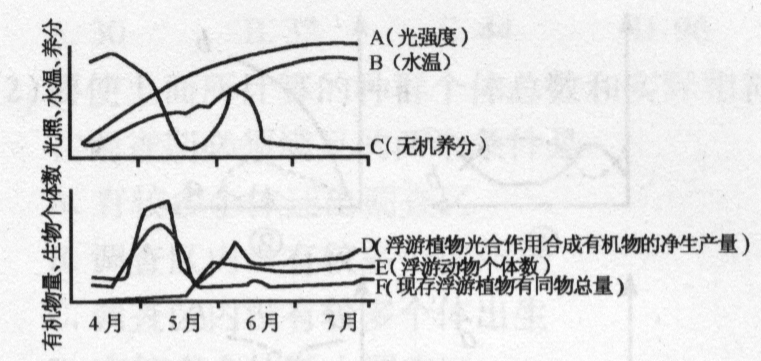 光照、水温、养分
A（光强度）
B（水温）
C（无机养分）
有机物量、生物个体数
D（浮游植物光合作用合成有机物的净生产量）
E（浮游动物个体数）
F（现存浮游植物有同物总量）
4月 5月 6月 7月